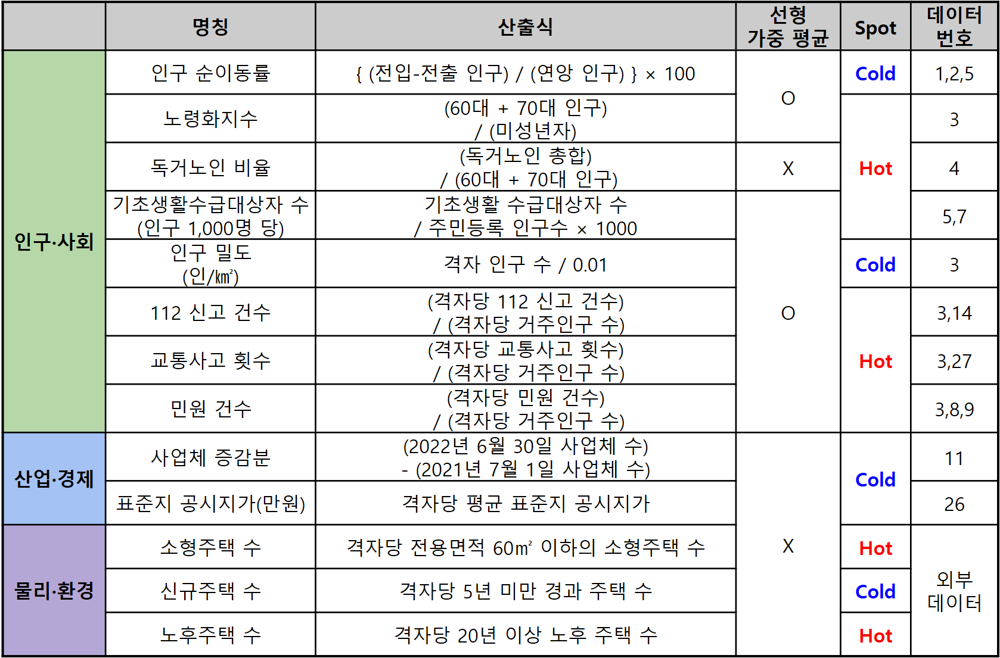 명칭
산출식
선형
가중 평균
Spot
데이터
번호
인구·사회
인구 순이동률
{ (전입-전출 인구) / (연앙 인구) } × 100
O
Cold
1,2,5
노령화지수
(60대 + 70대 인구)
/ (미성년자)
Hot
3
독거노인 비율
(독거노인 총합)
/ (60대 + 70대 인구)
X
4
기초생활수급대상자 수
(인구 1,000명 당)
기초생활 수급대상자 수
/ 주민등록 인구수 × 1000
O
5,7
인구 밀도
(인/㎢)
격자 인구 수 / 0.01
Cold
3
112 신고 건수
(격자당 112 신고 건수)
/ (격자당 거주인구 수)
Hot
3,14
교통사고 횟수
(격자당 교통사고 횟수)
/ (격자당 거주인구 수)
3,27
민원 건수
(격자당 민원 건수)
/ (격자당 거주인구 수)
3,8,9
산업·경제
사업체 증감분
(2022년 6월 30일 사업체 수)
- (2021년 7월 1일 사업체 수)
X
Cold
11
표준지 공시지가(만원)
격자당 평균 표준지 공시지가
26
물리·환경
소형주택 수
격자당 전용면적 60㎡ 이하의 소형주택 수
Hot
외부
데이터
신규주택 수
격자당 5년 미만 경과 주택 수
Cold
노후주택 수
격자당 20년 이상 노후 주택 수
Hot